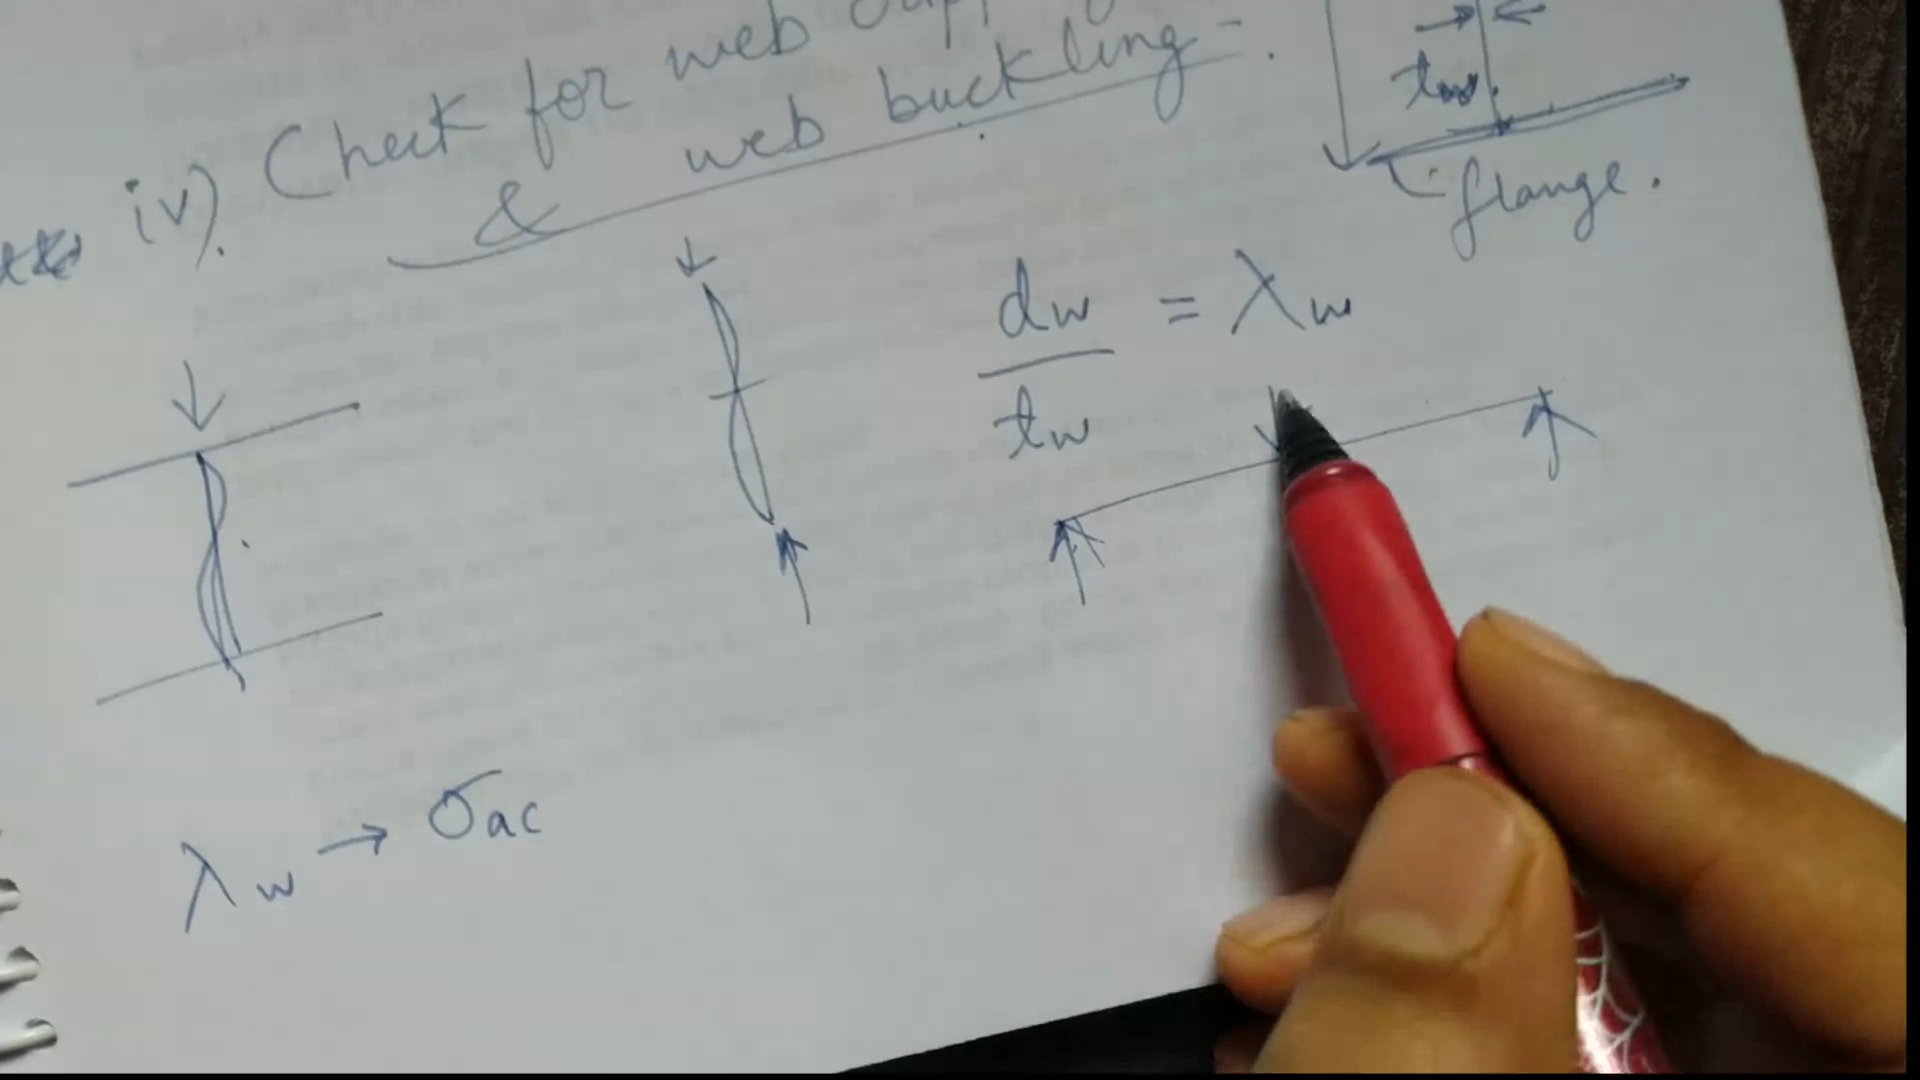 iv). Check for web
& web buckling :-
tw.
flange.
dw / tw = λw
λw → σac